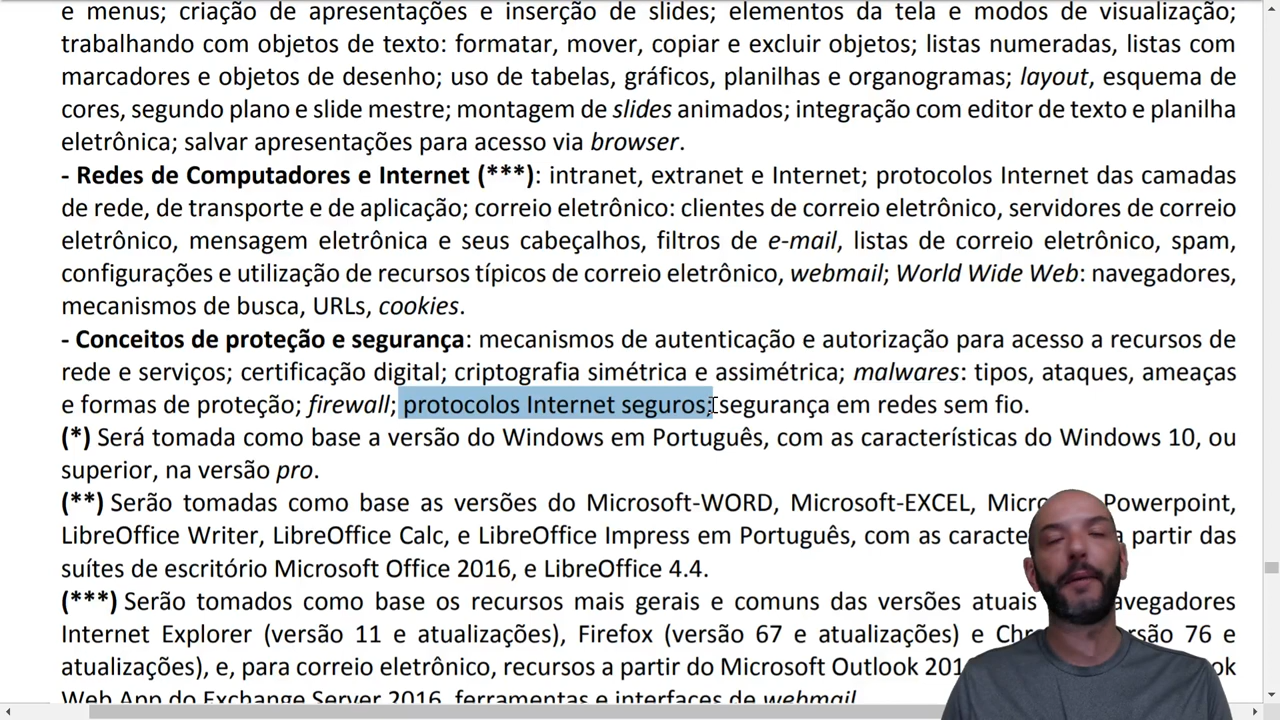 e menus; criação de apresentações e inserção de slides; elementos da tela e modos de visualização;
trabalhando com objetos de texto: formatar, mover, copiar e excluir objetos; listas numeradas, listas com
marcadores e objetos de desenho; uso de tabelas, gráficos, planilhas e organogramas; layout, esquema de
cores, segundo plano e slide mestre; montagem de slides animados; integração com editor de texto e planilha
eletrônica; salvar apresentações para acesso via browser.
- Redes de Computadores e Internet (***): intranet, extranet e Internet; protocolos Internet das camadas
de rede, de transporte e de aplicação; correio eletrônico: clientes de correio eletrônico, servidores de correio
eletrônico, mensagem eletrônica e seus cabeçalhos, filtros de e-mail, listas de correio eletrônico, spam,
configurações e utilização de recursos típicos de correio eletrônico, webmail; World Wide Web: navegadores,
mecanismos de busca, URLs, cookies.
- Conceitos de proteção e segurança: mecanismos de autenticação e autorização para acesso a recursos de
rede e serviços; certificação digital; criptografia simétrica e assimétrica; malwares: tipos, ataques, ameaças
e formas de proteção; firewall; protocolos Internet seguros; segurança em redes sem fio.
(*) Será tomada como base a versão do Windows em Português, com as características do Windows 10, ou
superior, na versão pro.
(**) Serão tomadas como base as versões do Microsoft-WORD, Microsoft-EXCEL, Powerpoint,
LibreOffice Writer, LibreOffice Calc, e LibreOffice Impress em Português, com as partir das
suítes de escritório Microsoft Office 2016, e LibreOffice 4.4.
(***) Serão tomados como base os recursos mais gerais e comuns das versões atuais
Internet Explorer (versão 11 e atualizações), Firefox (versão 67 e atualizações) e 76 e
atualizações), e, para correio eletrônico, recursos a partir do Microsoft Outlook
Web App do Exchange Server 2016, ferramentas e interfaces de webmail.